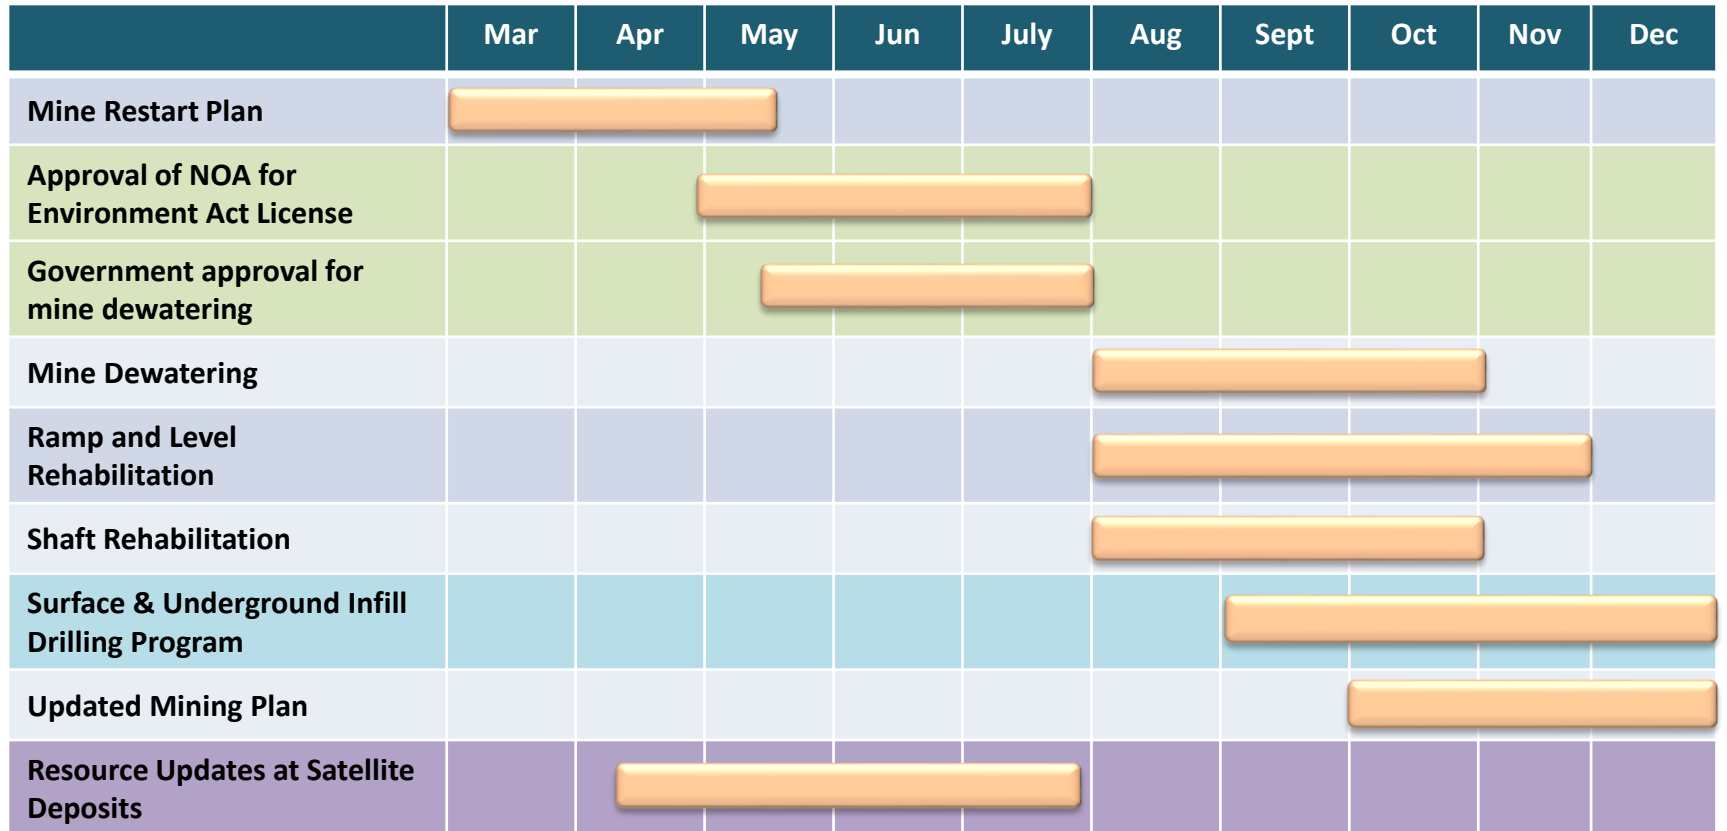 Mar Apr May Jun July Aug Sept Oct Nov Dec
Mine Restart Plan
Approval of NOA for
Environment Act License
Government approval for
mine dewatering
Mine Dewatering
Ramp and Level
Rehabilitation
Shaft Rehabilitation
Surface & Underground Infill
Drilling Program
Updated Mining Plan
Resource Updates at Satellite
Deposits